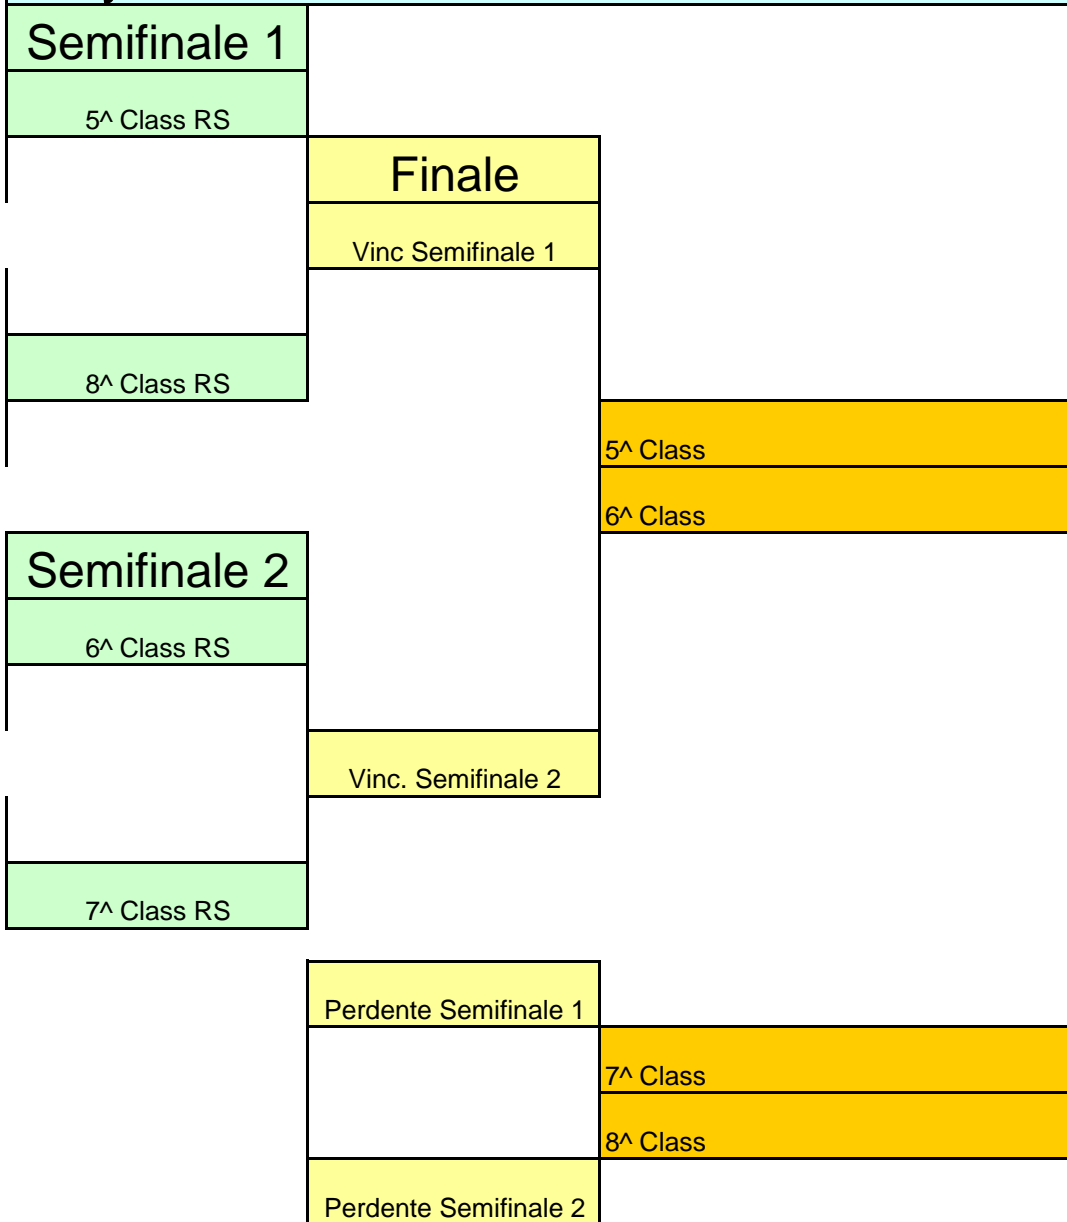 Semifinale 1
5^ Class RS
Finale
Vinc Semifinale 1
8^ Class RS
5^ Class
6^ Class
Semifinale 2
6^ Class RS
Vinc. Semifinale 2
7^ Class RS
Perdente Semifinale 1
7^ Class
8^ Class
Perdente Semifinale 2